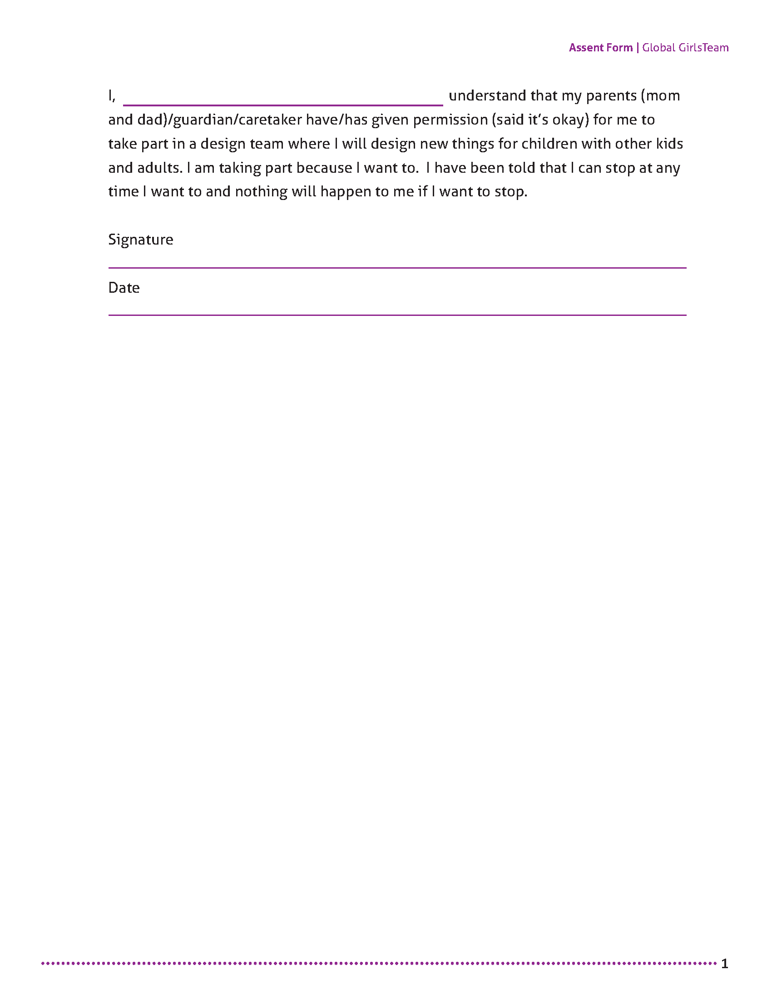 Assent Form | Global GirlsTeam
I, understand that my parents (mom
and dad)/guardian/caretaker have/has given permission (said it’s okay) for me to
take part in a design team where I will design new things for children with other kids
and adults. I am taking part because I want to.  I have been told that I can stop at any
time I want to and nothing will happen to me if I want to stop.
Signature
Date
1